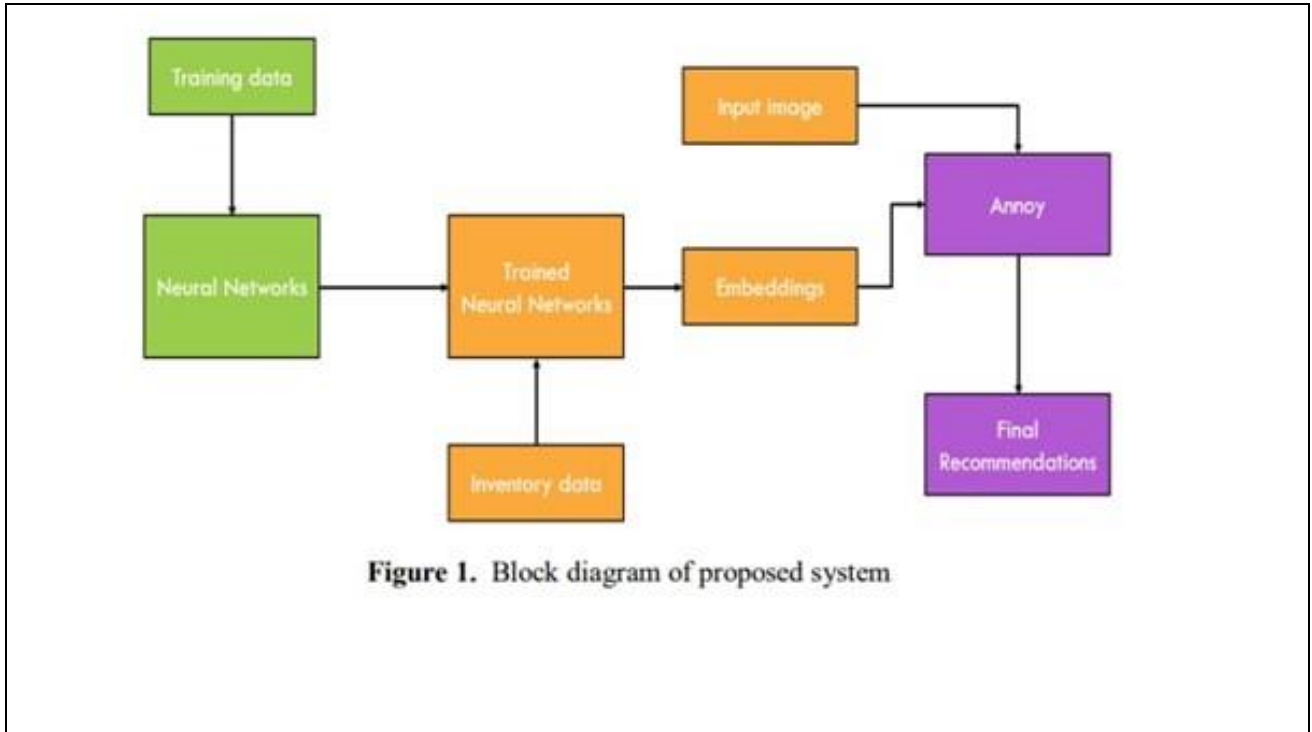 Training data
Input image
Annoy
Neural Networks
Trained
Neural Networks
Embeddings
Final
Recommendations
Inventory data
Figure 1. Block diagram of proposed system